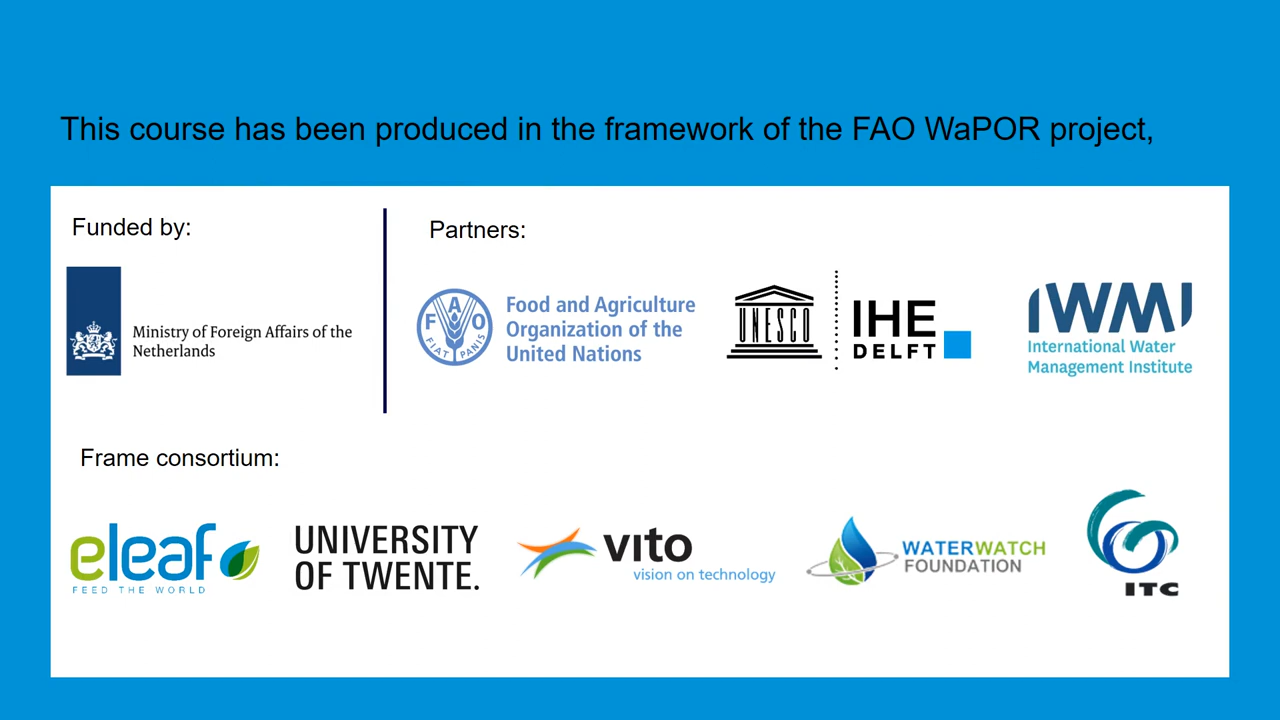 This course has been produced in the framework of the FAO WaPOR project,
Funded by:
Ministry of Foreign Affairs of the
Netherlands
Partners:
F A O
FIAT PANIS
Food and Agriculture
Organization of the
United Nations
UNESCO
IHE
DELFT
IWMI
International Water
Management Institute
Frame consortium:
eleaf
FEED THE WORLD
UNIVERSITY
OF TWENTE.
vito
vision on technology
WATERWATCH
FOUNDATION
ITC